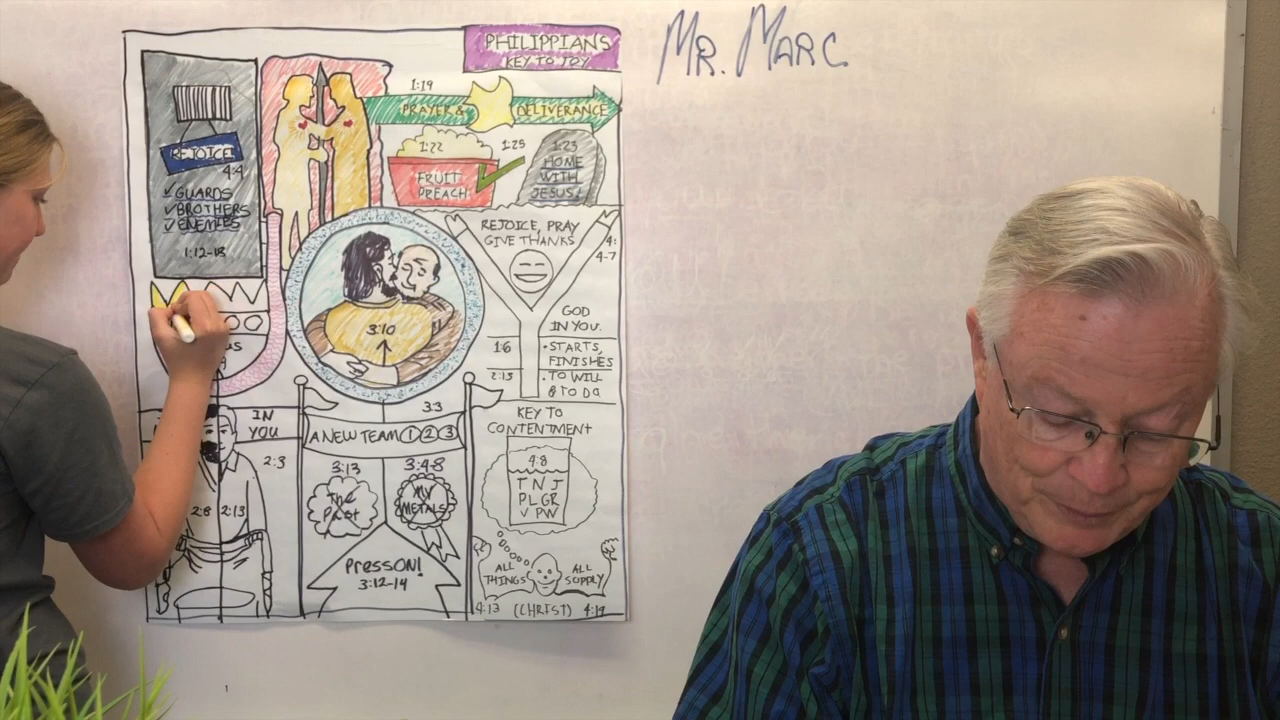 PHILIPPIANS
KEY TO JOY
MR. MARC
1:19
PRAYER &
DELIVERANCE
REJOICE!
4:4
GUARDS
BROTHERS
ENEMIES
1:12-18
1:22
FRUIT
PREACH
1:25
1:23
HOME
WITH
JESUS!
REJOICE, PRAY
GIVE THANKS
4:
4-7
3:10
GOD
IN YOU.
1:6
• STARTS,
FINISHES
2:13
• TO WILL
& TO DO
IN
YOU
2:3
2:8
2:13
3:3
A NEW TEAM 1 2 3
3:13
The
Past
3:4-8
MY
METALS
PRESSON!
3:12-14
KEY TO
CONTENTMENT
4:8
T N J
PL GR
V PW
ALL
THINGS
ALL
SUPPLY
4:13
(CHRIST)
4:19